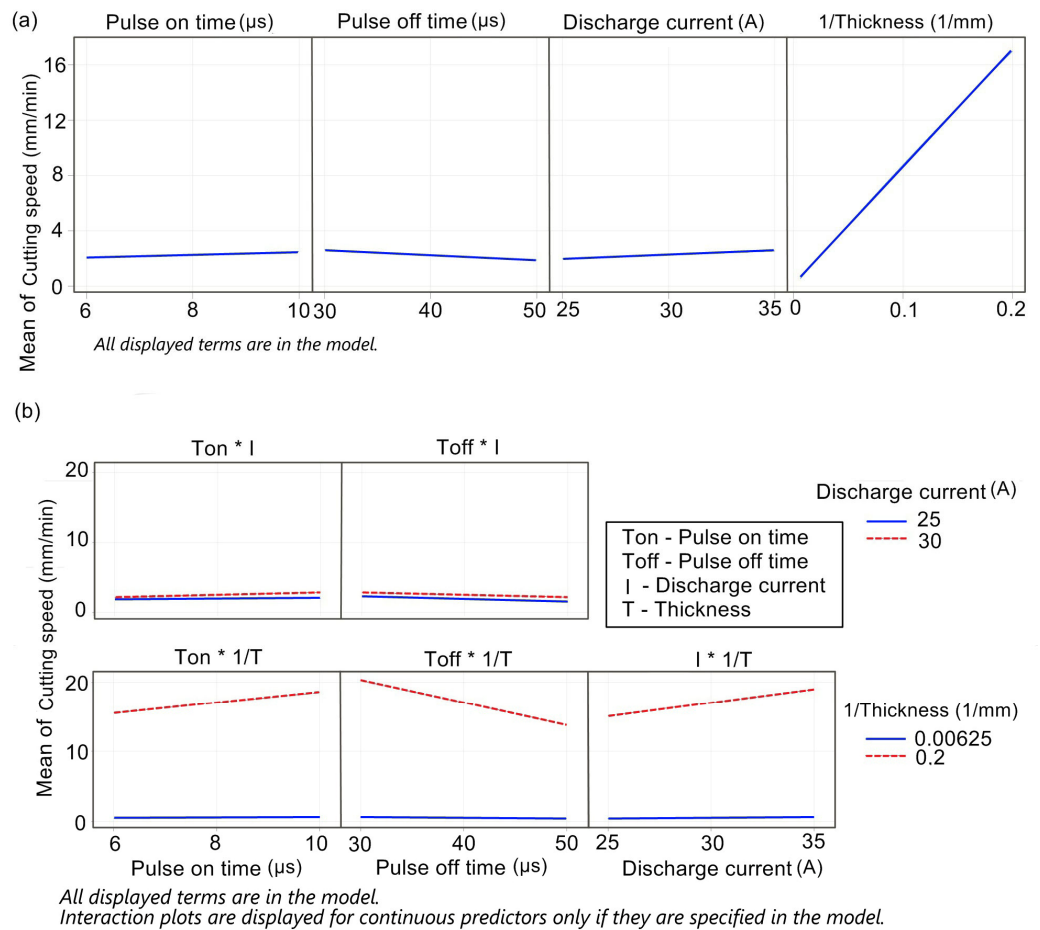 (a)
Pulse on time (µs) Pulse off time (µs) Discharge current (A) 1/Thickness (1/mm)
Mean of Cutting speed (mm/min)
16
12
8
4
0
6 8 10 30 40 50 25 30 35 0 0.1 0.2
All displayed terms are in the model.
(b)
Ton * I Toff * I
Mean of Cutting speed (mm/min)
20
10
0
Discharge current (A)
25
30
Ton - Pulse on time
Toff - Pulse off time
I - Discharge current
T - Thickness
Ton * 1/T Toff * 1/T I * 1/T
20
10
0
1/Thickness (1/mm)
0.00625
0.2
6 8 10 30 40 50 25 30 35
Pulse on time (µs) Pulse off time (µs) Discharge current (A)
All displayed terms are in the model.
Interaction plots are displayed for continuous predictors only if they are specified in the model.